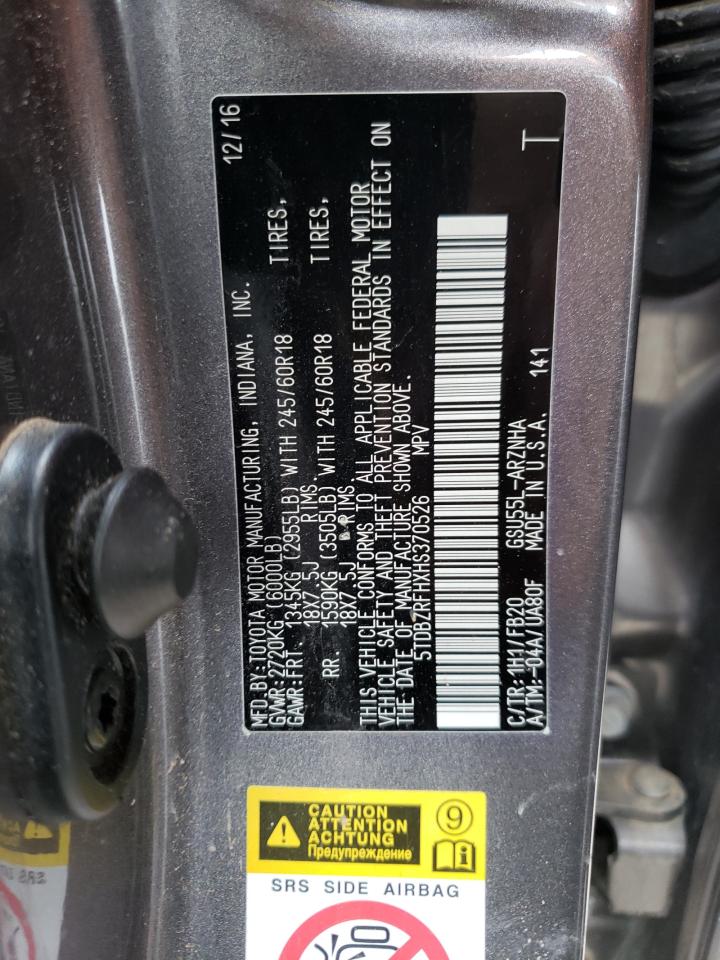 12/16
MFD.BY:TOYOTA MOTOR MANUFACTURING, INDIANA, INC.
GVWR:2720KG (6000LB)
GAWR:FRT. 1345KG (2955LB) WITH 245/60R18 TIRES,
18X7.5J RIMS.
RR. 1590KG (3505LB) WITH 245/60R18 TIRES,
18X7.5J RIMS
THIS VEHICLE CONFORMS TO ALL APPLICABLE FEDERAL MOTOR
VEHICLE SAFETY AND THEFT PREVENTION STANDARDS IN EFFECT ON
THE DATE OF MANUFACTURE SHOWN ABOVE.
5TDBZRFHXHS370526 MPV
C/TR:1H1/FB20 GSU55L-ARZNHA
A/TM:-04A/UA80F MADE IN U.S.A. 141
T
CAUTION
ATTENTION
ACHTUNG
Предупреждение
9
SRS SIDE AIRBAG